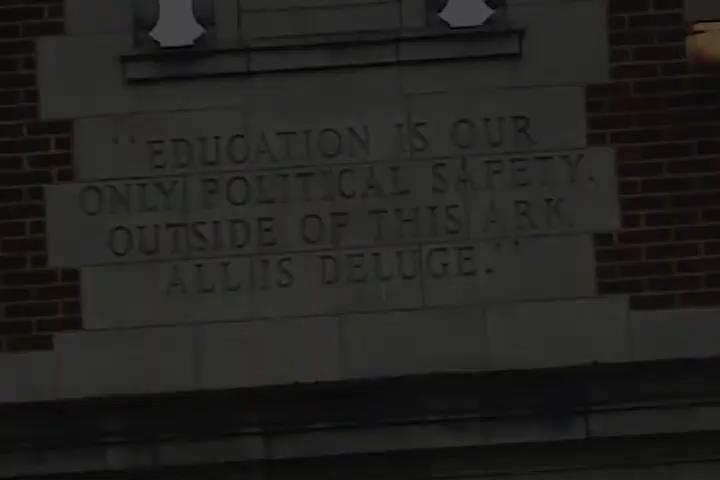 "EDUCATION IS OUR
ONLY POLITICAL SAFETY.
OUTSIDE OF THIS ARK
ALL IS DELUGE."